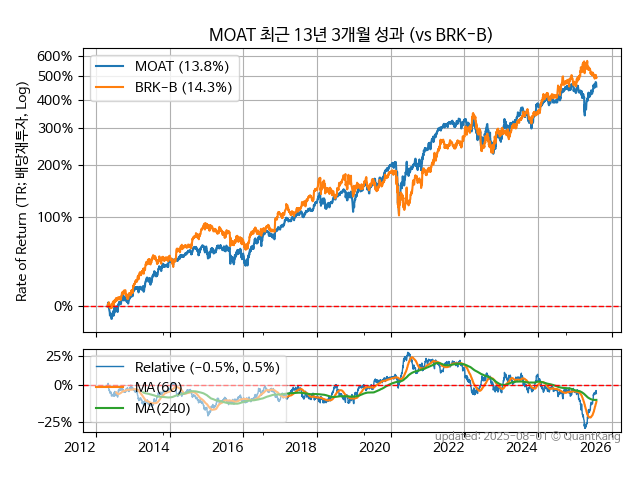 MOAT 최근 13년 3개월 성과 (vs BRK-B)
Rate of Return (TR; 배당재투자, Log)
600%
500%
400%
300%
200%
100%
0%
MOAT (13.8%)
BRK-B (14.3%)
25%
0%
−25%
Relative (−0.5%, 0.5%)
MA(60)
MA(240)
2012 2014 2016 2018 2020 2022 2024 2026
updated: 2025-08-01 © QuantKang